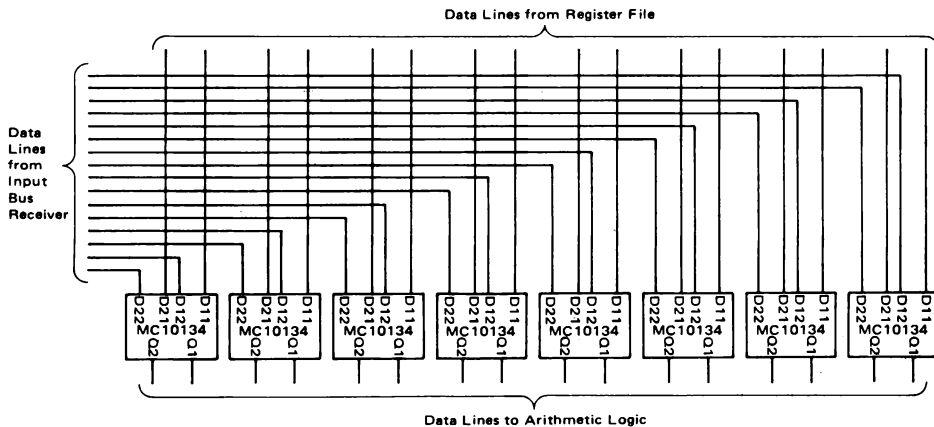 Data Lines from Register File
Data
Lines
from
Input
Bus
Receiver
D22 D21 D12 D11
MC10134
Q2 Q1
D22 D21 D12 D11
MC10134
Q2 Q1
D22 D21 D12 D11
MC10134
Q2 Q1
D22 D21 D12 D11
MC10134
Q2 Q1
D22 D21 D12 D11
MC10134
Q2 Q1
D22 D21 D12 D11
MC10134
Q2 Q1
D22 D21 D12 D11
MC10134
Q2 Q1
D22 D21 D12 D11
MC10134
Q2 Q1
Data Lines to Arithmetic Logic